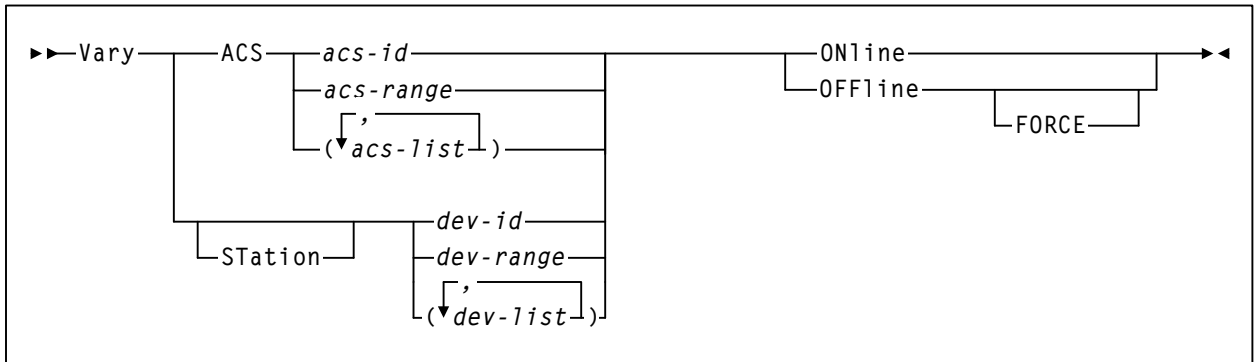 Vary ACS acs-id ONline
acs-range OFFline
, FORCE
( acs-list )
dev-id
STation dev-range
,
( dev-list )